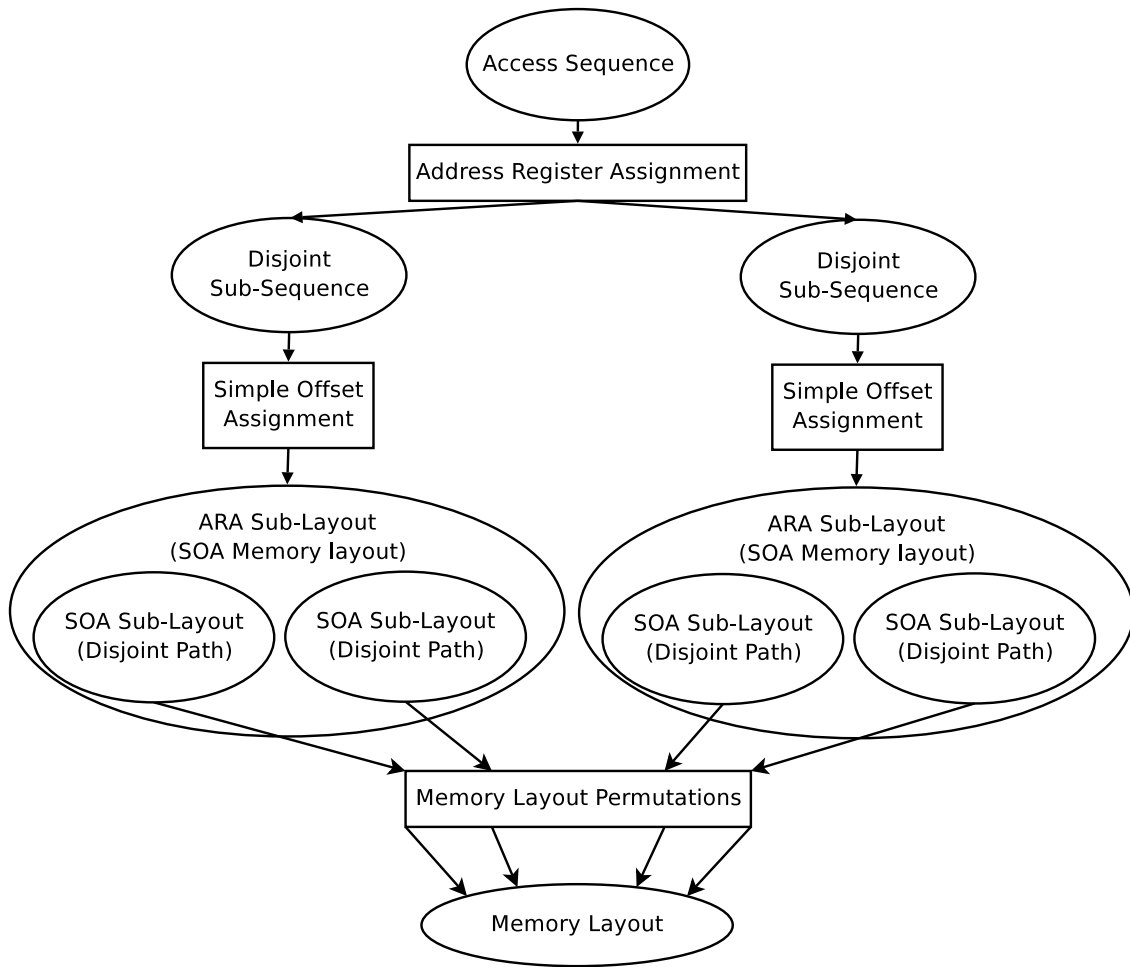 Access Sequence
Address Register Assignment
Disjoint
Sub-Sequence
Disjoint
Sub-Sequence
Simple Offset
Assignment
Simple Offset
Assignment
ARA Sub-Layout
(SOA Memory layout)
ARA Sub-Layout
(SOA Memory layout)
SOA Sub-Layout
(Disjoint Path)
SOA Sub-Layout
(Disjoint Path)
SOA Sub-Layout
(Disjoint Path)
SOA Sub-Layout
(Disjoint Path)
Memory Layout Permutations
Memory Layout